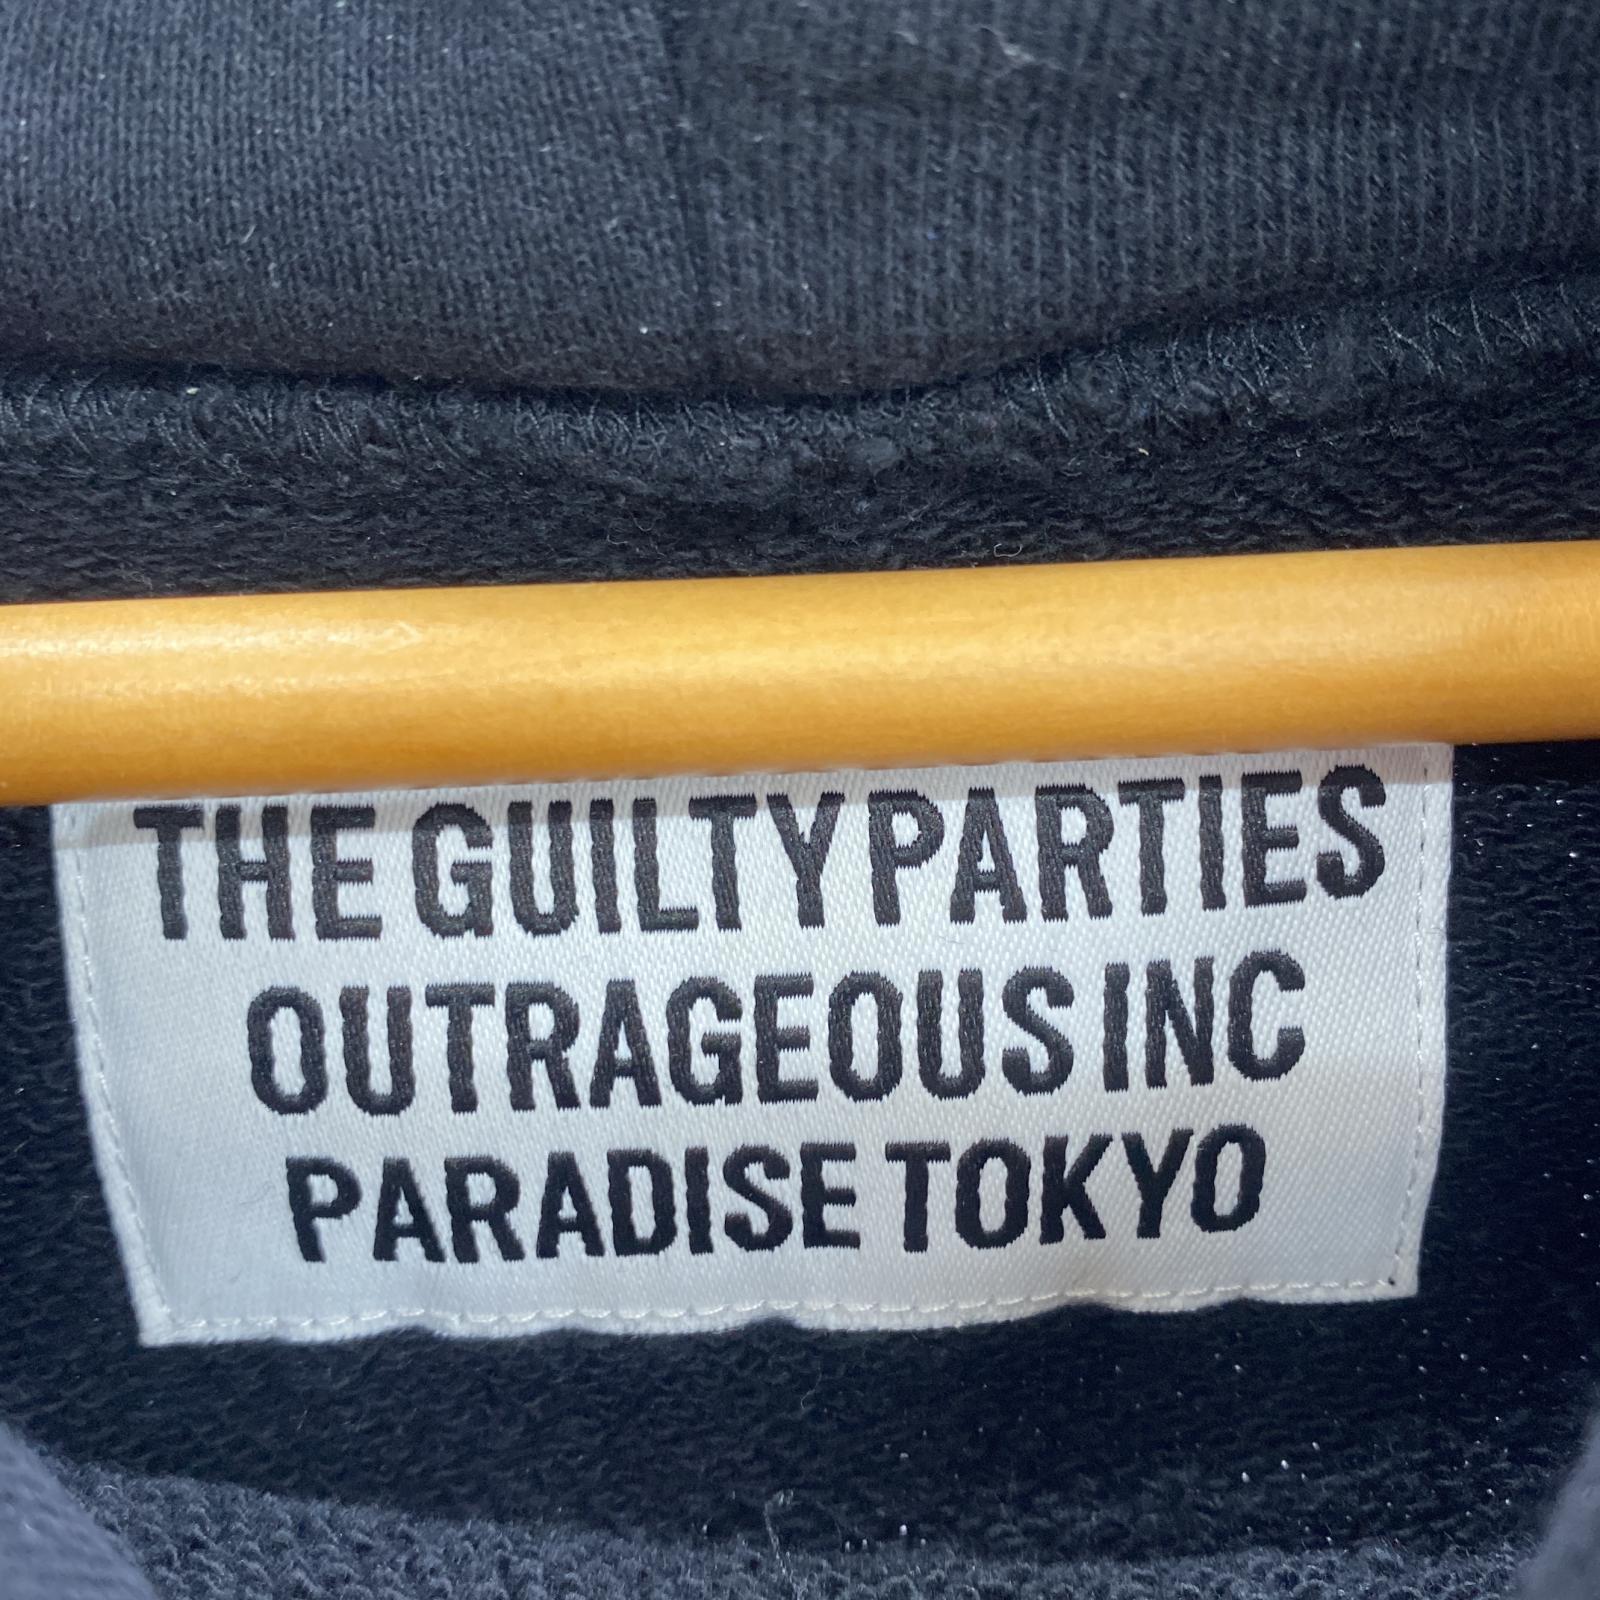 THE GUILTY PARTIES
OUTRAGEOUS INC
PARADISE TOKYO